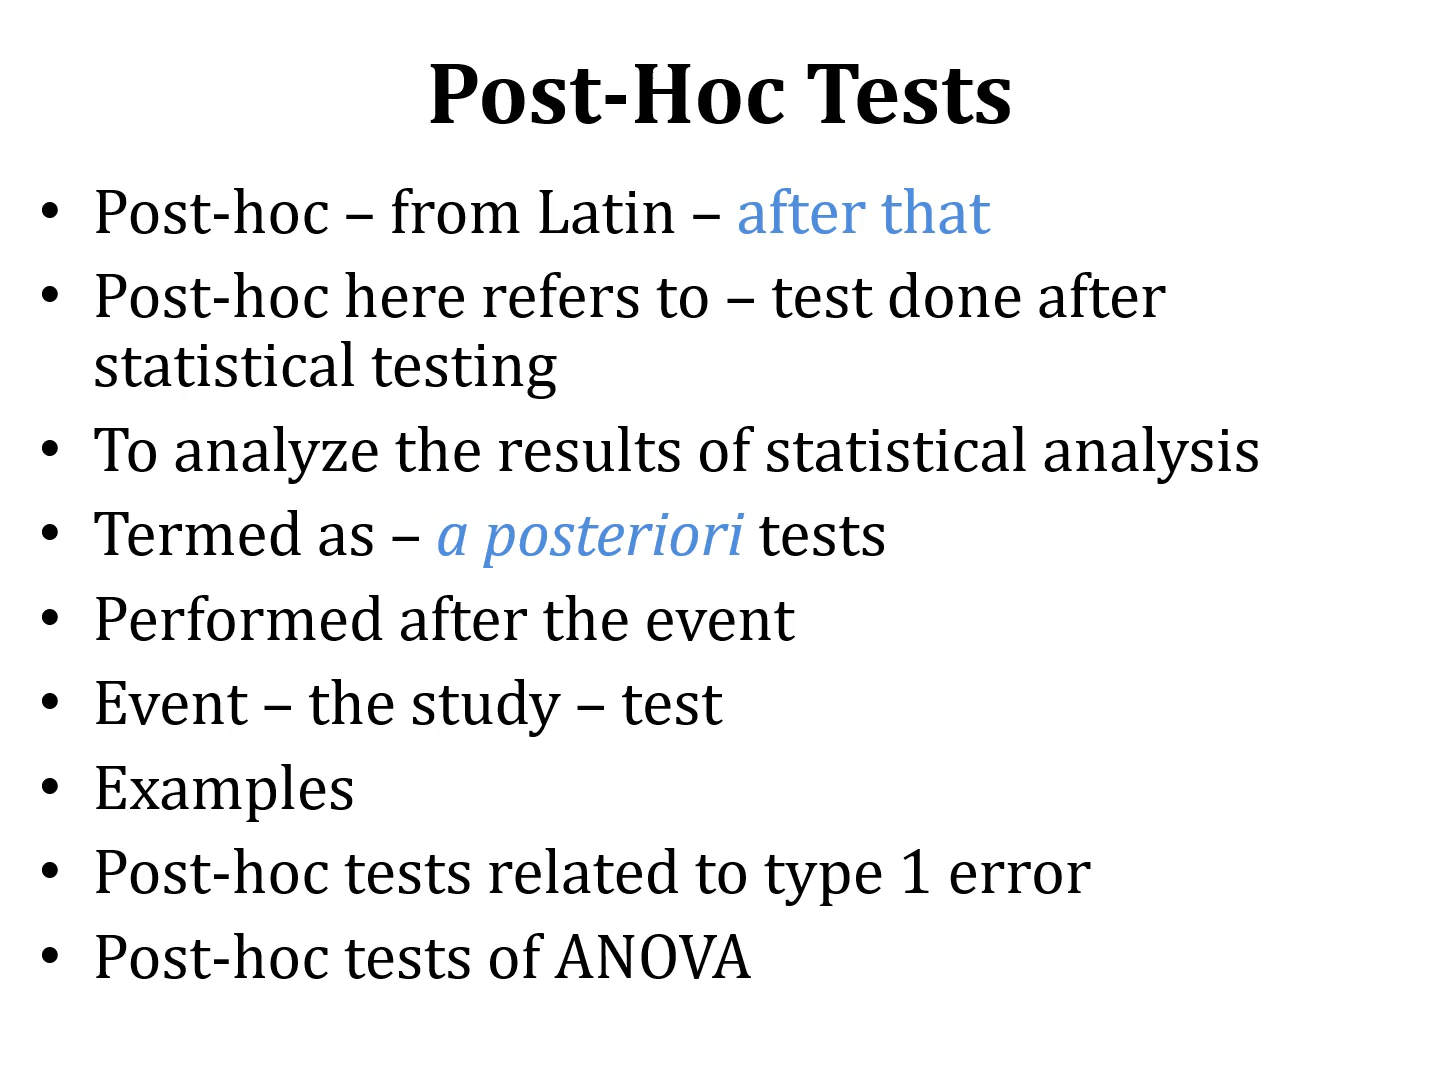 Post-Hoc Tests
• Post-hoc – from Latin – after that
• Post-hoc here refers to – test done after
statistical testing
• To analyze the results of statistical analysis
• Termed as – a posteriori tests
• Performed after the event
• Event – the study – test
• Examples
• Post-hoc tests related to type 1 error
• Post-hoc tests of ANOVA